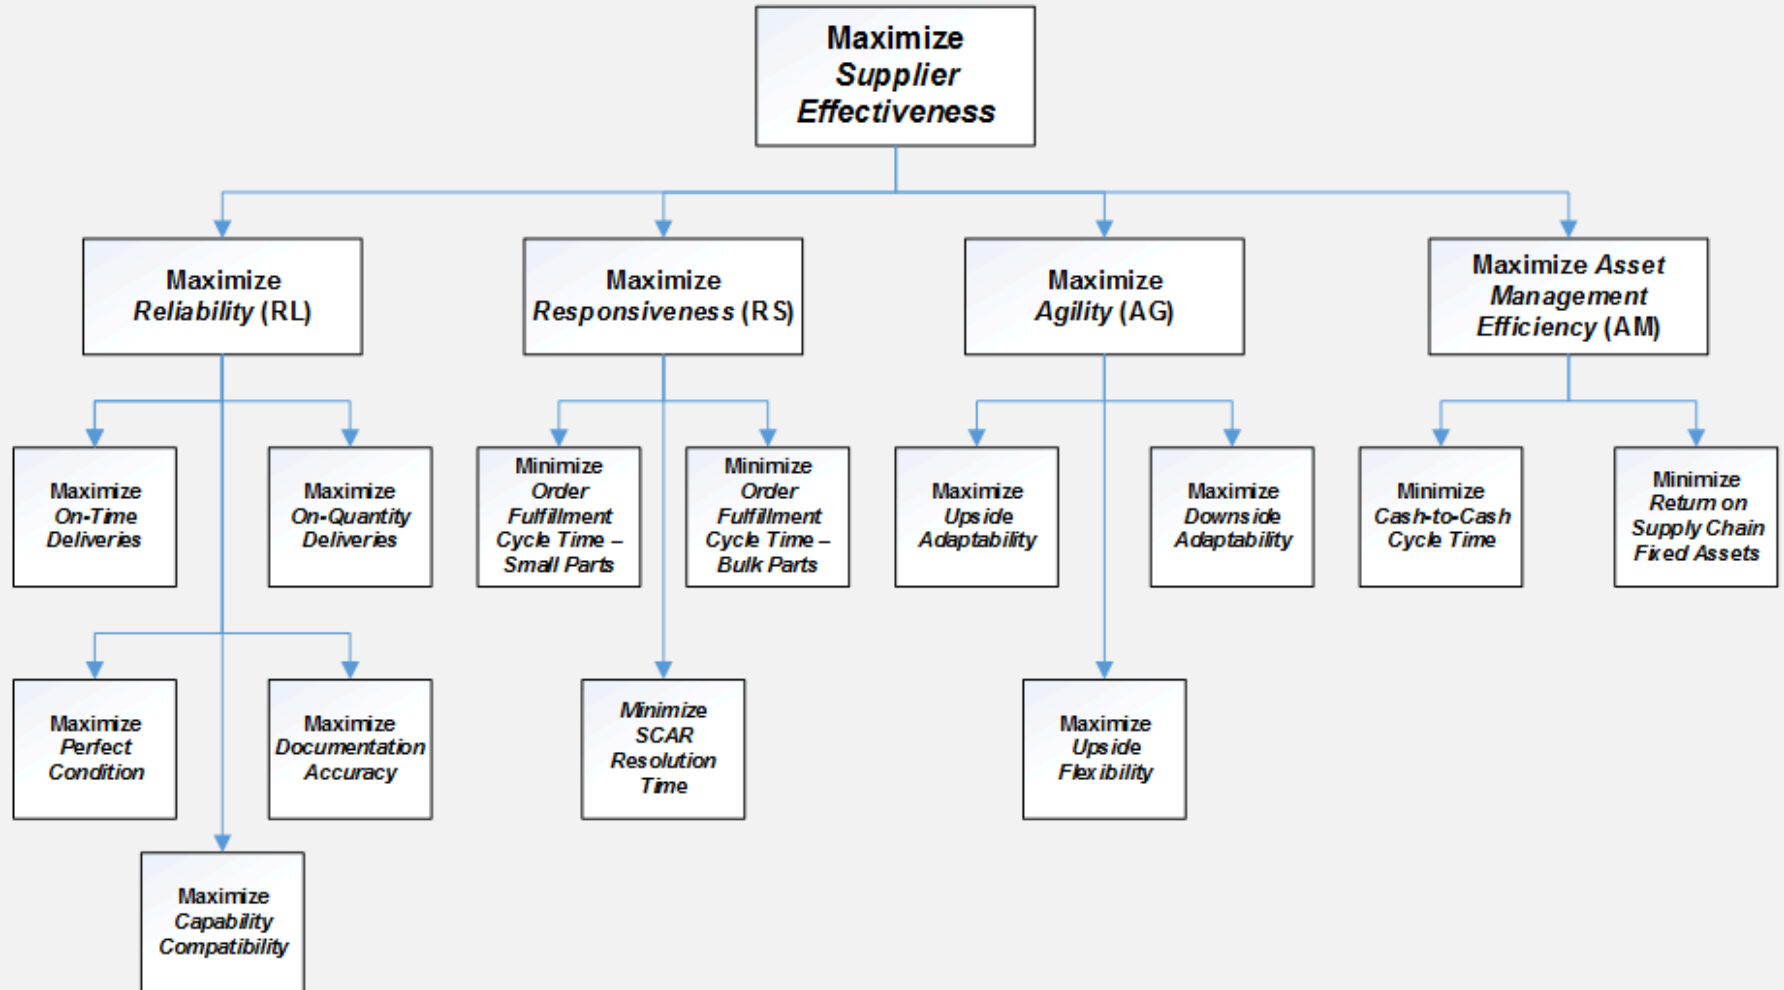 Maximize
Supplier
Effectiveness
Maximize
Reliability (RL)
Maximize
Responsiveness (RS)
Maximize
Agility (AG)
Maximize Asset
Management
Efficiency (AM)
Maximize
On-Time
Deliveries
Maximize
On-Quantity
Deliveries
Minimize
Order
Fulfillment
Cycle Time –
Small Parts
Minimize
Order
Fulfillment
Cycle Time –
Bulk Parts
Maximize
Upside
Adaptability
Maximize
Downside
Adaptability
Minimize
Cash-to-Cash
Cycle Time
Minimize
Return on
Supply Chain
Fixed Assets
Maximize
Perfect
Condition
Maximize
Documentation
Accuracy
Minimize
SCAR
Resolution
Time
Maximize
Upside
Flexibility
Maximize
Capability
Compatibility